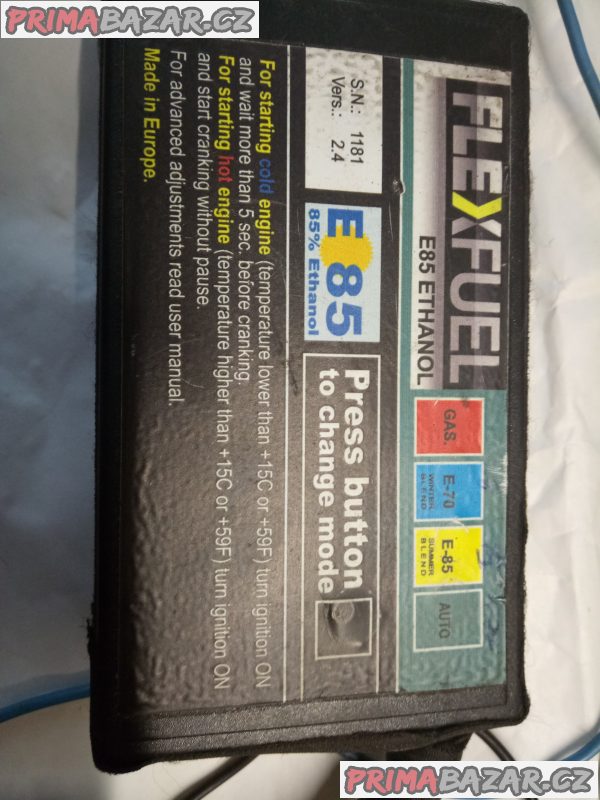 PRIMABAZAR.CZ
FLEXFUEL
E85 ETHANOL
GAS.
E-70
WINTER
BLEND
E-85
SUMMER
BLEND
AUTO
S.N.: 1181
Vers.: 2.4
E85
85% Ethanol
Press button
to change mode
For starting cold engine (temperature lower than +15C or +59F) turn ignition ON
and wait more than 5 sec. before cranking.
For starting hot engine (temperature higher than +15C or +59F) turn ignition ON
and start cranking without pause.
For advanced adjustments read user manual.
Made in Europe.
PRIMABAZAR.CZ